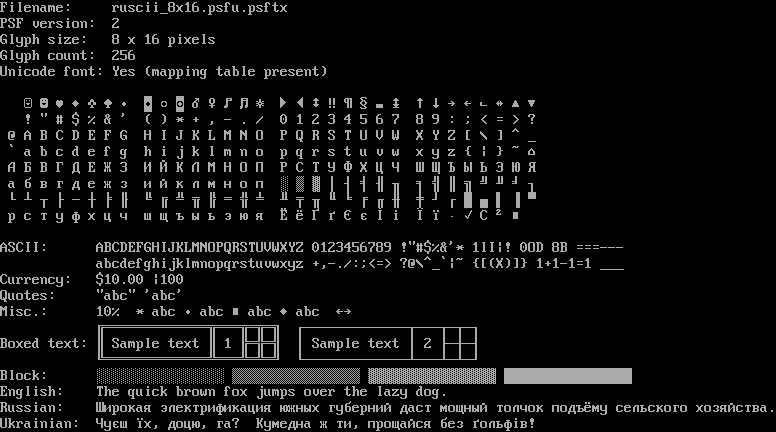 Filename: ruscii_8x16.psfu.psftx
PSF version: 2
Glyph size: 8 x 16 pixels
Glyph count: 256
Unicode font: Yes (mapping table present)
☺ ☻ ♥ ♦ ♣ ♠ • ◘ ○ ◙ ♂ ♀ ♪ ♫ ☼ ► ◄ ↕ ‼ ¶ § ▬ ↨ ↑ ↓ → ← ∟ ↔ ▲ ▼
! " # $ % & ' ( ) * + , - . / 0 1 2 3 4 5 6 7 8 9 : ; < = > ?
@ A B C D E F G H I J K L M N O P Q R S T U V W X Y Z [ \ ] ^ _
` a b c d e f g h i j k l m n o p q r s t u v w x y z { ¦ } ~ ⌂
А Б В Г Д Е Ж З И Й К Л М Н О П Р С Т У Ф Х Ц Ч Ш Щ Ъ Ы Ь Э Ю Я
а б в г д е ж з и й к л м н о п ░ ▒ ▓ │ ┤ ╡ ╢ ╖ ╕ ╣ ║ ╗ ╝ ╜ ╛ ┐
└ ┴ ┬ ├ ─ ┼ ╞ ╟ ╚ ╔ ╩ ╦ ╠ ═ ╬ ╧ ╨ ╤ ╥ ╙ ╘ ╒ ╓ ╫ ╪ ┘ ┌ █ ▄ ▌ ▐ ▀
р с т у ф х ц ч ш щ ъ ы ь э ю я Ё ё Ґ ґ Є є І і Ї ї · √ С ² ■
ASCII: ABCDEFGHIJKLMNOPQRSTUVWXYZ 0123456789 !"#$%&'* 1lI¦! 0OD 8B ===---
abcdefghijklmnopqrstuvwxyz +,-./:;<=> ?@\^_`¦~ {[(X)]} 1+1-1=1 ___
Currency: $10.00 ¦100
Quotes: "abc" 'abc'
Misc.: 10% * abc • abc ■ abc ♦ abc ↔
Boxed text: Sample text 1 Sample text 2
Block: ░░░░░░░░░░░░░░░░ ▒▒▒▒▒▒▒▒▒▒▒▒▒▒▒▒ ▓▓▓▓▓▓▓▓▓▓▓▓▓▓▓▓ ████████████████
English: The quick brown fox jumps over the lazy dog.
Russian: Широкая электрификация южных губерний даст мощный толчок подъёму сельского хозяйства.
Ukrainian: Чуєш їх, доцю, га? Кумедна ж ти, прощайся без ґольфів!